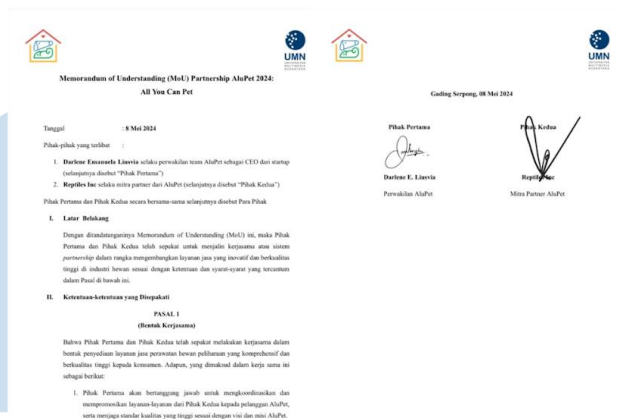 UMN
UNIVERSITAS
MULTIMEDIA
NUSANTARA
Memorandum of Understanding (MoU) Partnership AluPet 2024:
All You Can Pet
Tanggal : 8 Mei 2024
Pihak-pihak yang terlibat :
1. Darlene Emanuela Liusvia selaku perwakilan team AluPet sebagai CEO dari startup
(selanjutnya disebut “Pihak Pertama”)
2. Reptiles Inc selaku mitra partner dari AluPet (selanjutnya disebut “Pihak Kedua”)
Pihak Pertama dan Pihak Kedua secara bersama-sama selanjutnya disebut Para Pihak
I. Latar Belakang
Dengan ditandatanganinya Memorandum of Understanding (MoU) ini, maka Pihak
Pertama dan Pihak Kedua telah sepakat untuk menjalin kerjasama atau sistem
partnership dalam rangka mengembangkan layanan jasa yang inovatif dan berkualitas
tinggi di industri hewan sesuai dengan ketentuan dan syarat-syarat yang tercantum
dalam Pasal di bawah ini.
II. Ketentuan-ketentuan yang Disepakati
PASAL 1
(Bentuk Kerjasama)
Bahwa Pihak Pertama dan Pihak Kedua telah sepakat melakukan kerjasama dalam
bentuk penyediaan layanan jasa perawatan hewan peliharaan yang komprehensif dan
berkualitas tinggi kepada konsumen. Adapun, yang dimaksud dalam kerja sama ini
sebagai berikut:
1. Pihak Pertama akan bertanggung jawab untuk mengkoordinasikan dan
mempromosikan layanan-layanan dari Pihak Kedua kepada pelanggan AluPet,
serta menjaga standar kualitas yang tinggi sesuai dengan visi dan misi AluPet.
UMN
UNIVERSITAS
MULTIMEDIA
NUSANTARA
Gading Serpong, 08 Mei 2024
Pihak Pertama
Pihak Kedua
Darlene E. Liusvia
Reptiles Inc
Perwakilan AluPet
Mitra Partner AluPet